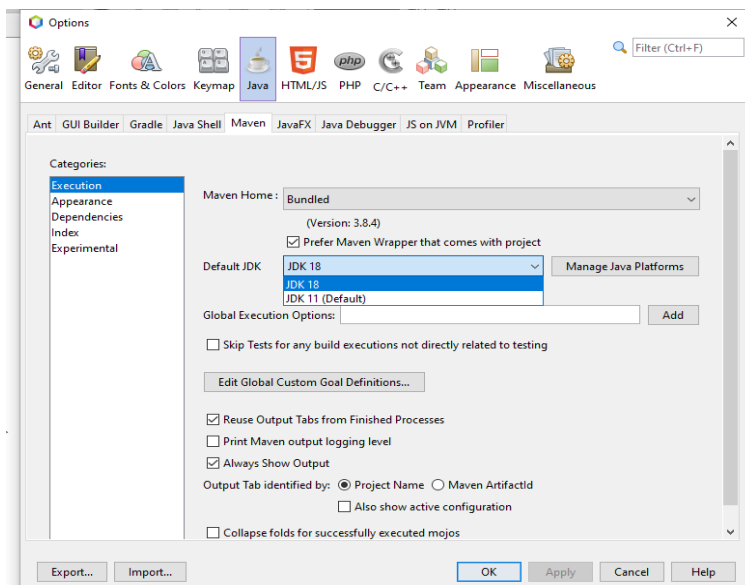 Options
Filter (Ctrl+F)
General Editor Fonts & Colors Keymap Java HTML/JS PHP C/C++ Team Appearance Miscellaneous
Ant GUI Builder Gradle Java Shell Maven JavaFX Java Debugger JS on JVM Profiler
Categories:
Execution
Appearance
Dependencies
Index
Experimental
Maven Home : Bundled
(Version: 3.8.4)
Prefer Maven Wrapper that comes with project
Default JDK JDK 18 Manage Java Platforms
JDK 18
JDK 11 (Default)
Global Execution Options: Add
Skip Tests for any build executions not directly related to testing
Edit Global Custom Goal Definitions...
Reuse Output Tabs from Finished Processes
Print Maven output logging level
Always Show Output
Output Tab identified by: Project Name Maven ArtifactId
Also show active configuration
Collapse folds for successfully executed mojos
Export... Import... OK Apply Cancel Help